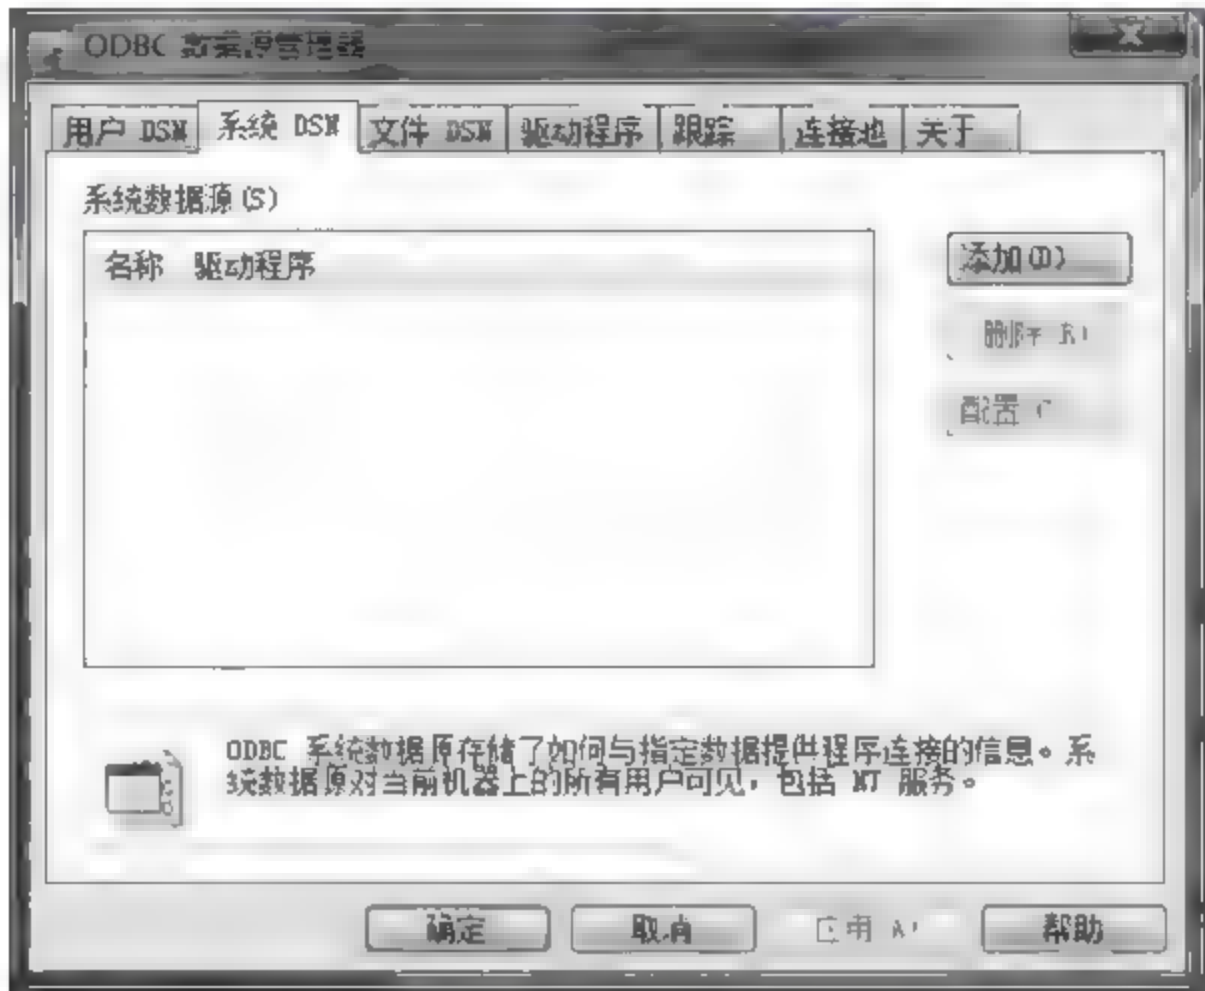 ODBC 数据源管理器
用户 DSN 系统 DSN 文件 DSN 驱动程序 跟踪 连接池 关于
系统数据源(S)
名称 驱动程序
添加(D)
删除(R)
配置(C)
ODBC 系统数据源存储了如何与指定数据提供程序连接的信息。系
统数据源对当前机器上的所有用户可见，包括 NT 服务。
确定 取消 应用(A) 帮助